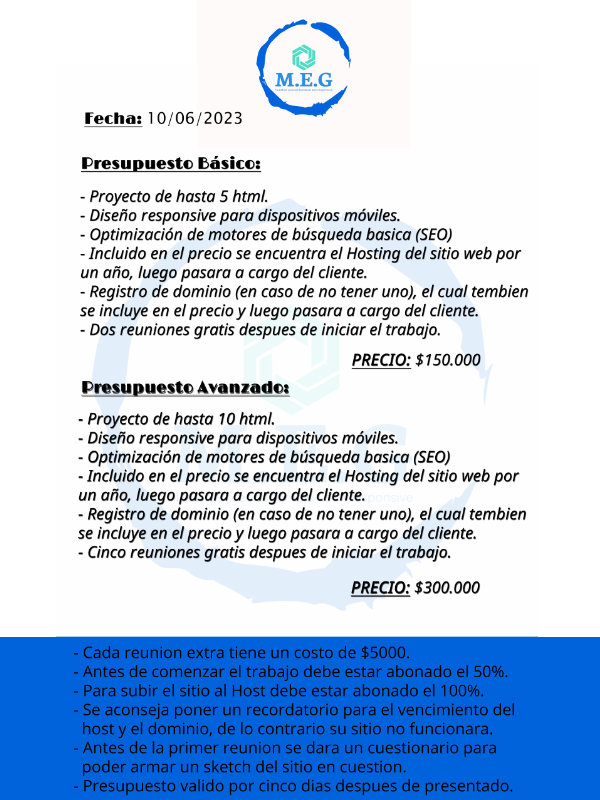 M.E.G
Fecha: 10/06/2023
Presupuesto Básico:
- Proyecto de hasta 5 html.
- Diseño responsive para dispositivos móviles.
- Optimización de motores de búsqueda basica (SEO)
- Incluido en el precio se encuentra el Hosting del sitio web por
un año, luego pasara a cargo del cliente.
- Registro de dominio (en caso de no tener uno), el cual tembien
se incluye en el precio y luego pasara a cargo del cliente.
- Dos reuniones gratis despues de iniciar el trabajo.
PRECIO: $150.000
Presupuesto Avanzado:
- Proyecto de hasta 10 html.
- Diseño responsive para dispositivos móviles.
- Optimización de motores de búsqueda basica (SEO)
- Incluido en el precio se encuentra el Hosting del sitio web por
un año, luego pasara a cargo del cliente.
- Registro de dominio (en caso de no tener uno), el cual tembien
se incluye en el precio y luego pasara a cargo del cliente.
- Cinco reuniones gratis despues de iniciar el trabajo.
PRECIO: $300.000
- Cada reunion extra tiene un costo de $5000.
- Antes de comenzar el trabajo debe estar abonado el 50%.
- Para subir el sitio al Host debe estar abonado el 100%.
- Se aconseja poner un recordatorio para el vencimiento del
host y el dominio, de lo contrario su sitio no funcionara.
- Antes de la primer reunion se dara un cuestionario para
poder armar un sketch del sitio en cuestion.
- Presupuesto valido por cinco dias despues de presentado.